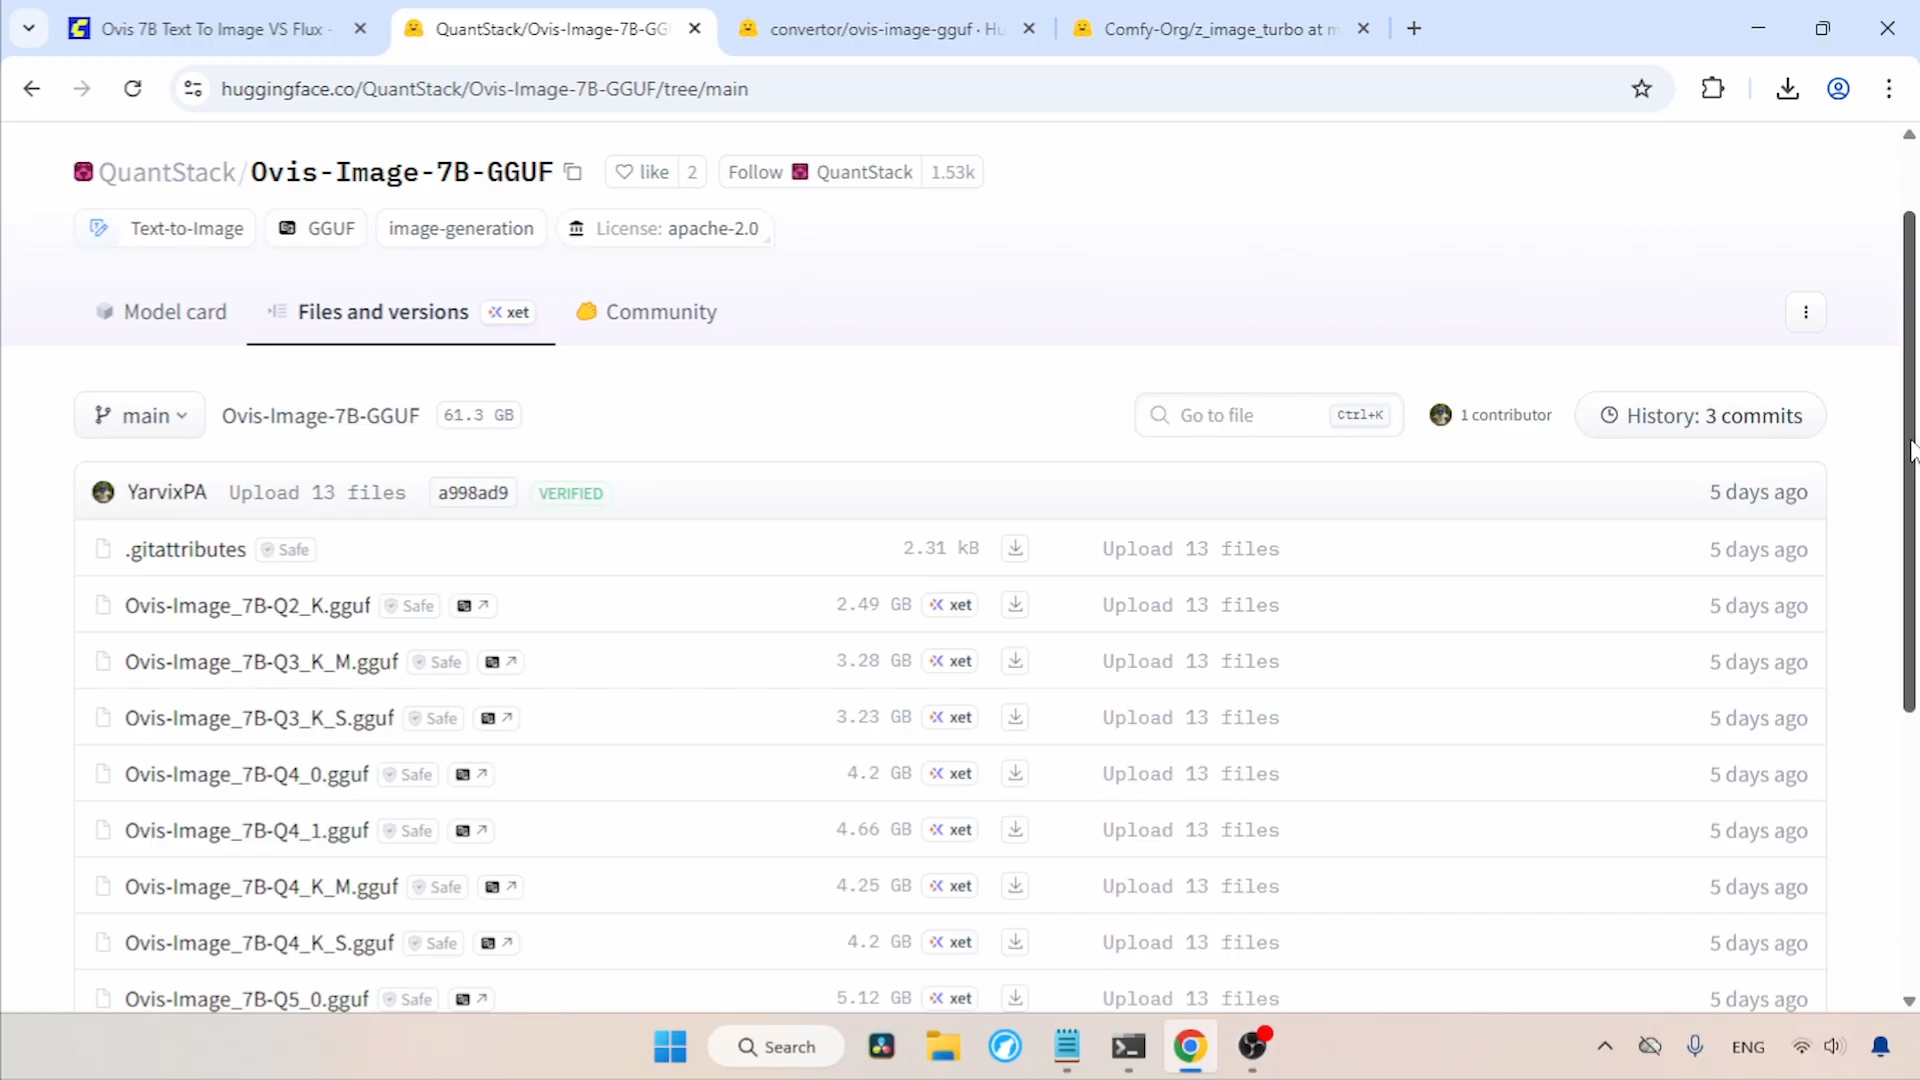 Ovis 7B Text To Image VS Flux -
QuantStack/Ovis-Image-7B-GG
convertor/ovis-image-gguf · Hu
Comfy-Org/z_image_turbo at m
huggingface.co/QuantStack/Ovis-Image-7B-GGUF/tree/main
QuantStack/Ovis-Image-7B-GGUF like 2 Follow QuantStack 1.53k
Text-to-Image GGUF image-generation License: apache-2.0
Model card Files and versions xet Community
main Ovis-Image-7B-GGUF 61.3 GB Go to file Ctrl+K 1 contributor History: 3 commits
YarvixPA Upload 13 files a998ad9 VERIFIED 5 days ago
.gitattributes Safe 2.31 kB Upload 13 files 5 days ago
Ovis-Image_7B-Q2_K.gguf Safe 2.49 GB xet Upload 13 files 5 days ago
Ovis-Image_7B-Q3_K_M.gguf Safe 3.28 GB xet Upload 13 files 5 days ago
Ovis-Image_7B-Q3_K_S.gguf Safe 3.23 GB xet Upload 13 files 5 days ago
Ovis-Image_7B-Q4_0.gguf Safe 4.2 GB xet Upload 13 files 5 days ago
Ovis-Image_7B-Q4_1.gguf Safe 4.66 GB xet Upload 13 files 5 days ago
Ovis-Image_7B-Q4_K_M.gguf Safe 4.25 GB xet Upload 13 files 5 days ago
Ovis-Image_7B-Q4_K_S.gguf Safe 4.2 GB xet Upload 13 files 5 days ago
Ovis-Image_7B-Q5_0.gguf Safe 5.12 GB xet Upload 13 files 5 days ago
Search ENG